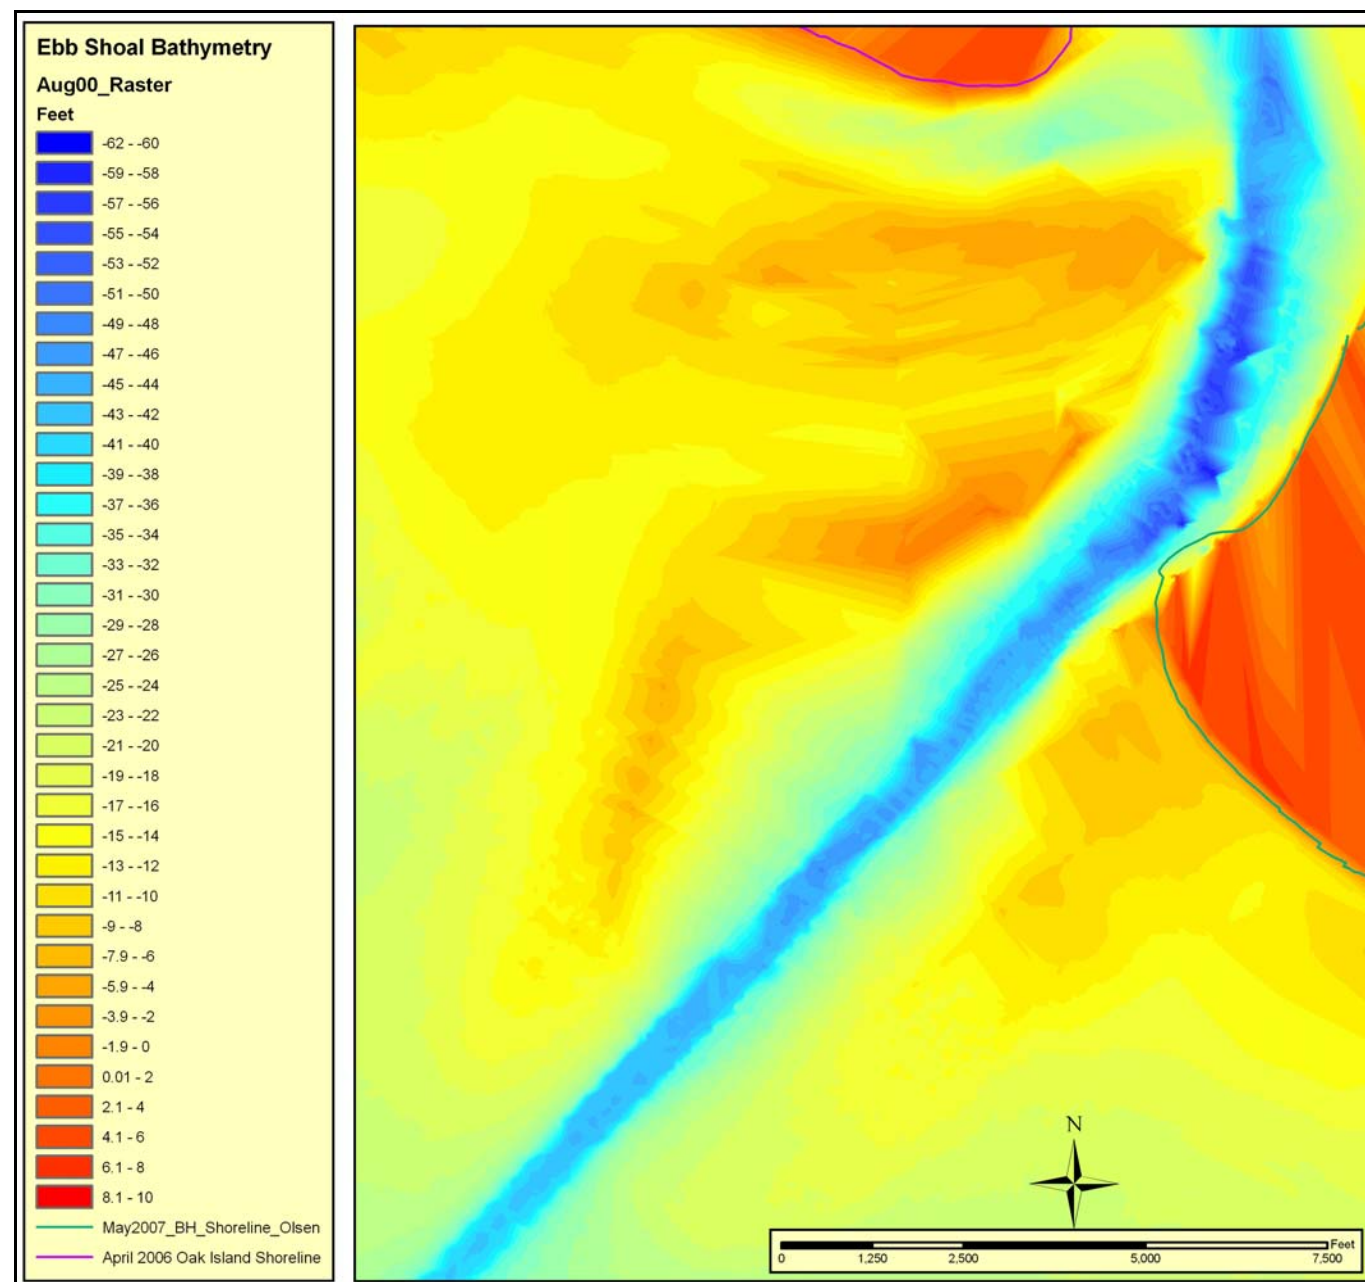 Ebb Shoal Bathymetry
Aug00_Raster
Feet
-62 - -60
-59 - -58
-57 - -56
-55 - -54
-53 - -52
-51 - -50
-49 - -48
-47 - -46
-45 - -44
-43 - -42
-41 - -40
-39 - -38
-37 - -36
-35 - -34
-33 - -32
-31 - -30
-29 - -28
-27 - -26
-25 - -24
-23 - -22
-21 - -20
-19 - -18
-17 - -16
-15 - -14
-13 - -12
-11 - -10
-9 - -8
-7.9 - -6
-5.9 - -4
-3.9 - -2
-1.9 - 0
0.01 - 2
2.1 - 4
4.1 - 6
6.1 - 8
8.1 - 10
May2007_BH_Shoreline_Olsen
April 2006 Oak Island Shoreline
N
Feet
0 1,250 2,500 5,000 7,500